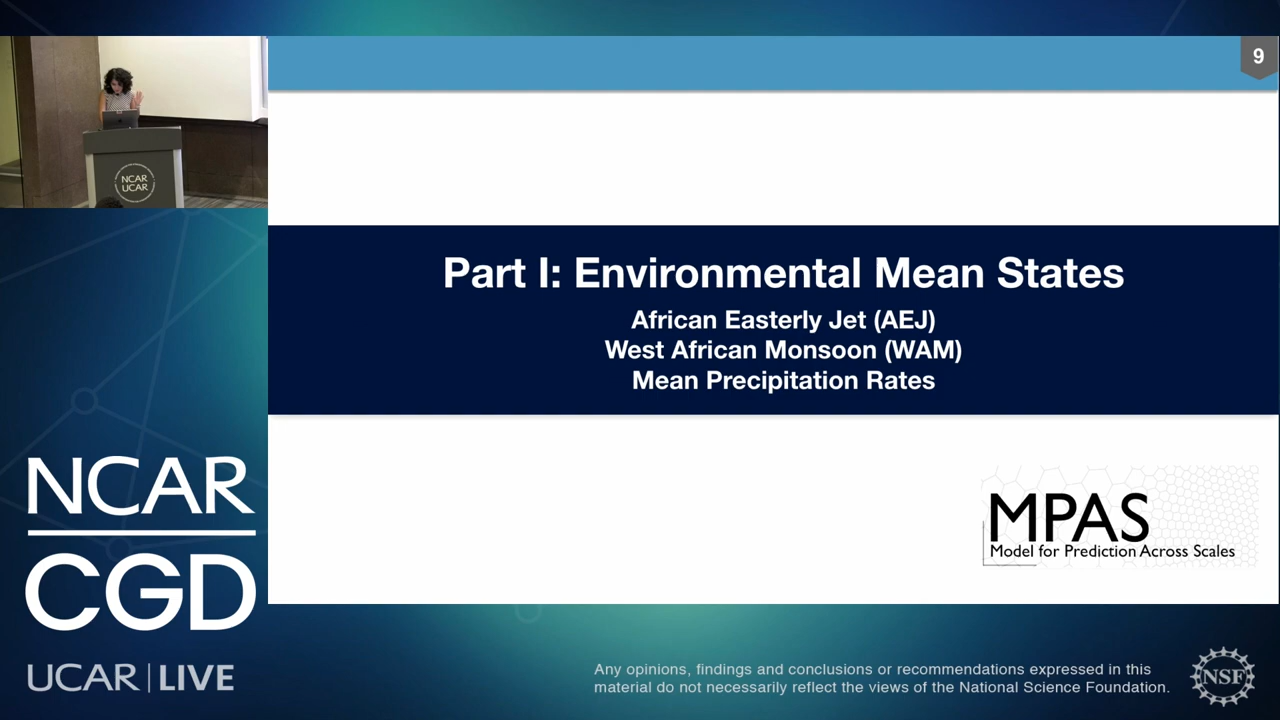 9
NCAR
UCAR
Part I: Environmental Mean States
African Easterly Jet (AEJ)
West African Monsoon (WAM)
Mean Precipitation Rates
MPAS
Model for Prediction Across Scales
NCAR
CGD
UCAR | LIVE
Any opinions, findings and conclusions or recommendations expressed in this
material do not necessarily reflect the views of the National Science Foundation.
NSF